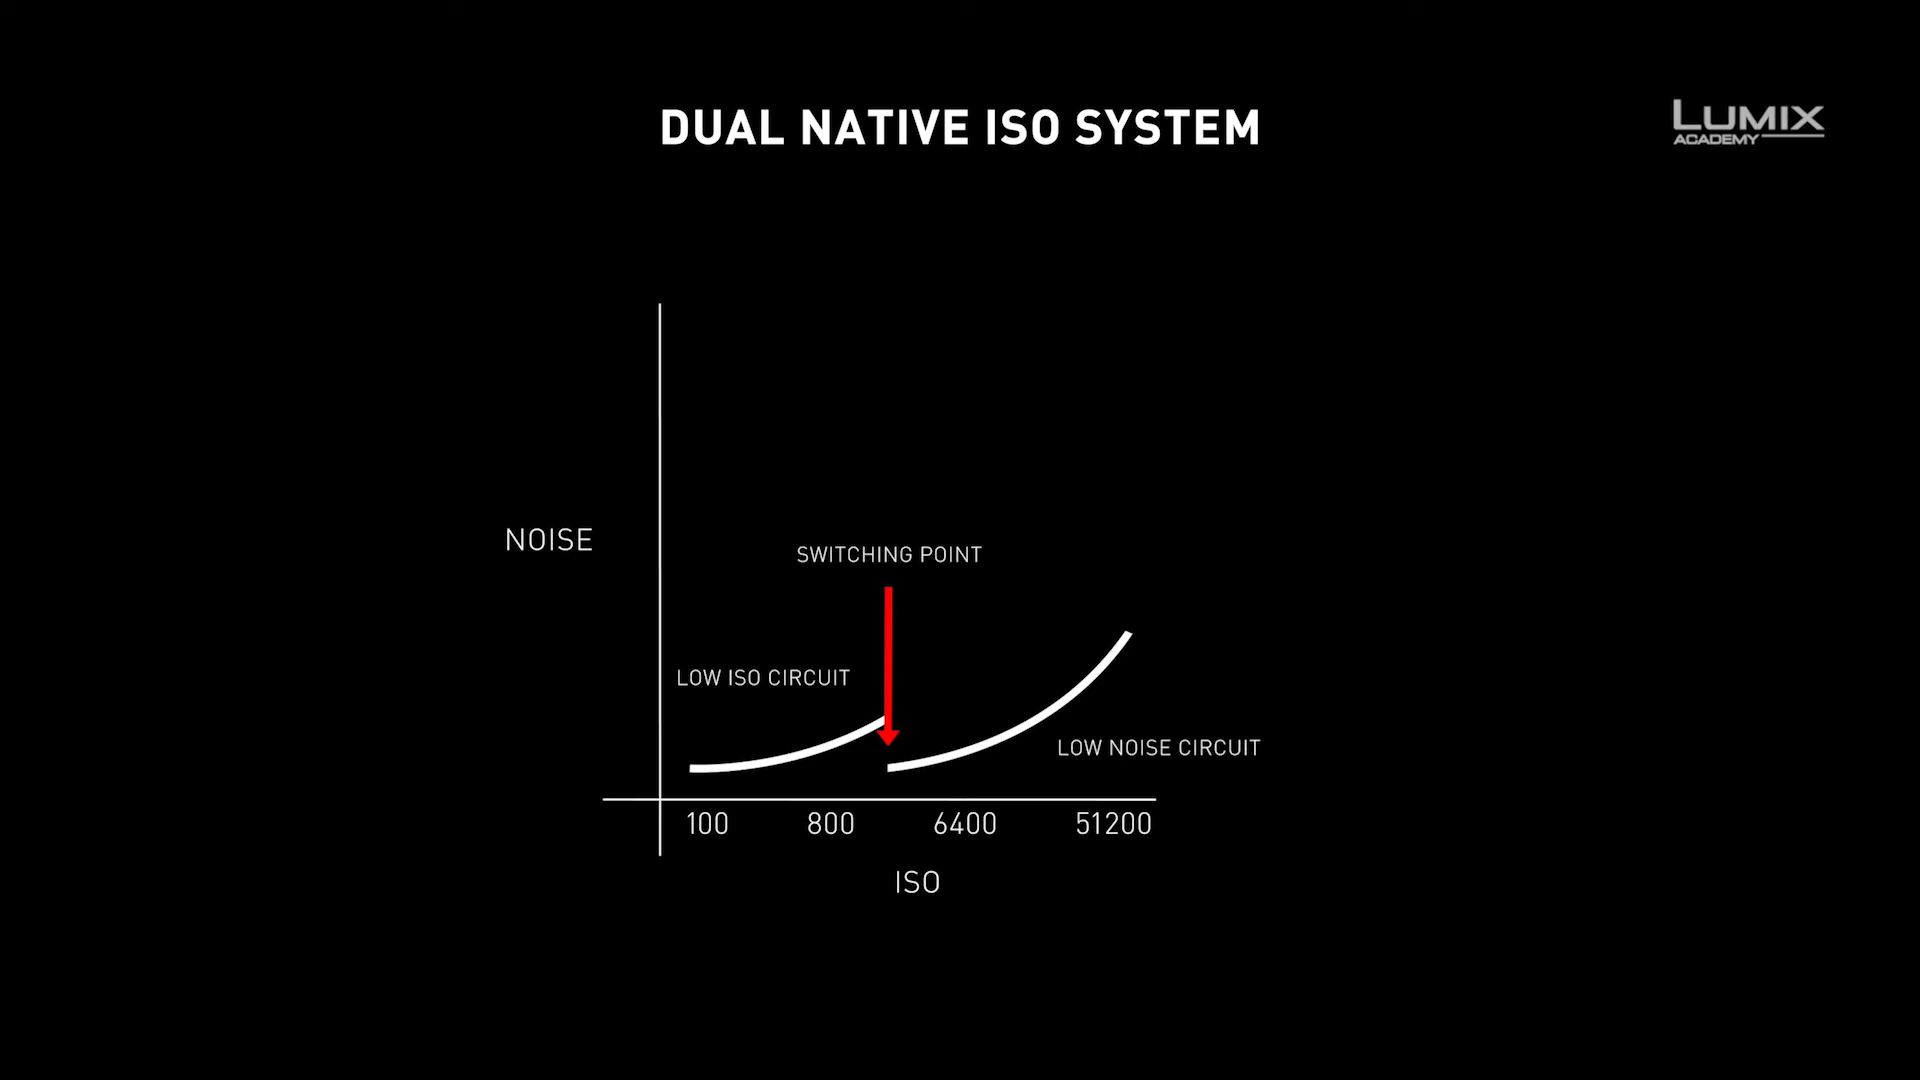 DUAL NATIVE ISO SYSTEM
LUMIX
ACADEMY
NOISE
SWITCHING POINT
LOW ISO CIRCUIT
LOW NOISE CIRCUIT
100 800 6400 51200
ISO